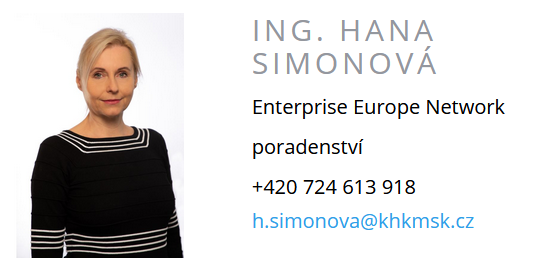 ING. HANA
SIMONOVÁ
Enterprise Europe Network
poradenství
+420 724 613 918
h.simonova@khkmsk.cz